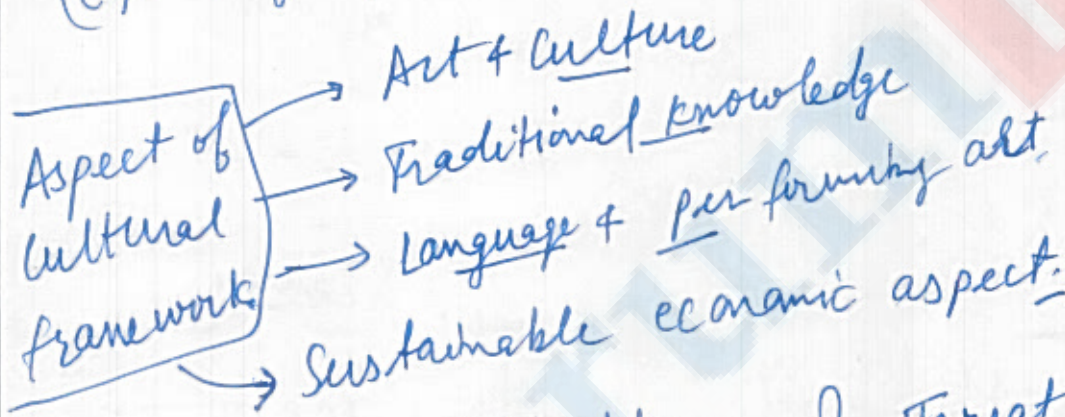 Aspect of
Cultural
framework
Art & Culture
Traditional knowledge
Language & performing art.
Sustainable economic aspect.